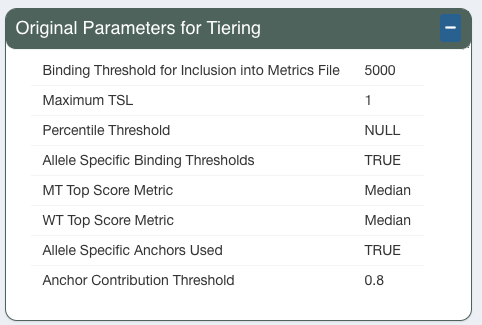 Original Parameters for Tiering
Binding Threshold for Inclusion into Metrics File 5000
Maximum TSL 1
Percentile Threshold NULL
Allele Specific Binding Thresholds TRUE
MT Top Score Metric Median
WT Top Score Metric Median
Allele Specific Anchors Used TRUE
Anchor Contribution Threshold 0.8